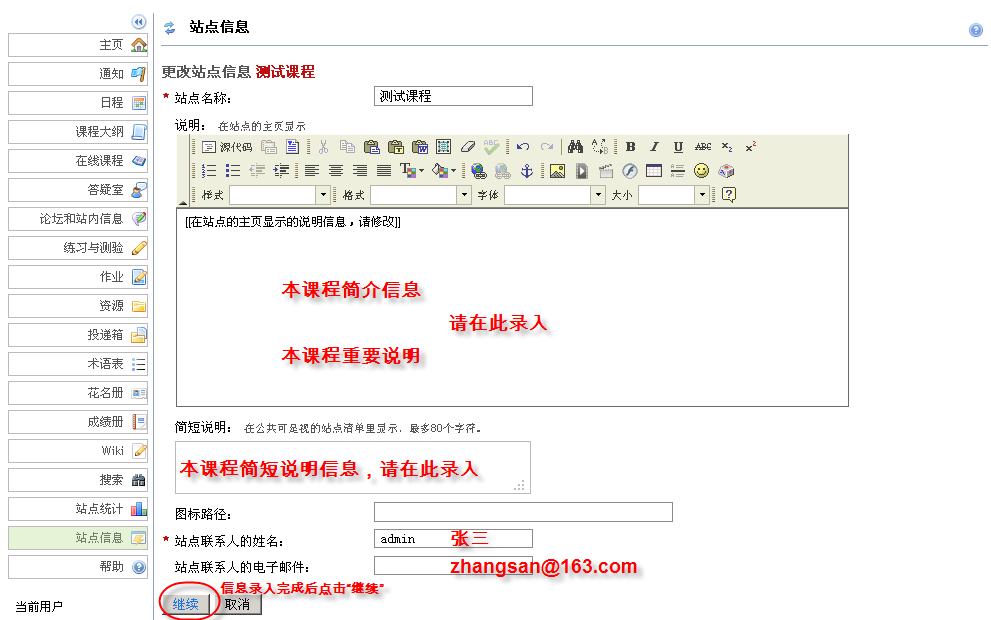 站点信息
主页
通知
日程
课程大纲
在线课程
答疑室
论坛和站内信息
练习与测验
作业
资源
投递箱
术语表
花名册
成绩册
Wiki
搜索
站点统计
站点信息
帮助
当前用户
更改站点信息 测试课程
* 站点名称: 测试课程
说明: 在站点的主页显示
源代码
B I U ABC x₂ x²
样式 格式 字体 大小
[[在站点的主页显示的说明信息，请修改]]
本课程简介信息
请在此录入
本课程重要说明
简短说明: 在公共可是视的站点清单里显示. 最多80个字符。
本课程简短说明信息，请在此录入
图标路径:
* 站点联系人的姓名: admin 张三
站点联系人的电子邮件: zhangsan@163.com
信息录入完成后点击“继续”
继续 取消